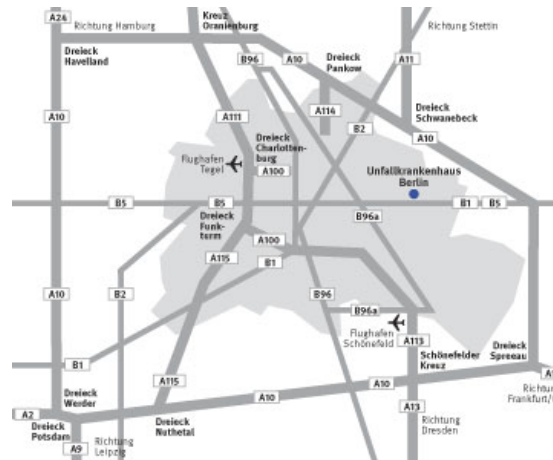 A24
Richtung Hamburg
Kreuz
Oranienburg
Richtung Stettin
Dreieck
Havelland
B96
A10
Dreieck
Pankow
A11
A10
A111
A114
B2
Dreieck
Schwanebeck
A10
Dreieck
Charlotten-
burg
Flughafen
Tegel
A100
Unfallkrankenhaus
Berlin
B5
B5
B1
B5
Dreieck
Funk-
turm
B96a
A100
A115
B1
A10
B2
B96
B96a
Flughafen
Schönefeld
A113
Dreieck
Spreeau
B1
Schönefelder
Kreuz
A115
A10
A10
Dreieck
Werder
A2
Dreieck
Potsdam
A9
Richtung
Leipzig
Dreieck
Nuthetal
A13
Richtung
Dresden
Richtung
Frankfurt/